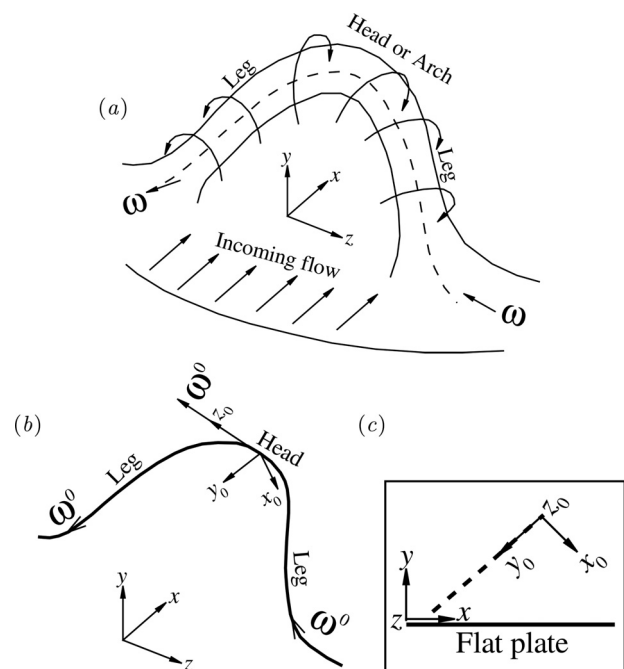 Head or Arch
Leg
(a)
y
x
z
Leg
ω
Incoming flow
ω
ω⁰
(b)
z₀
Head
(c)
Leg
y₀
x₀
ω⁰
z₀
y₀
x₀
Leg
y
x
z
ω⁰
y
z
x
Flat plate